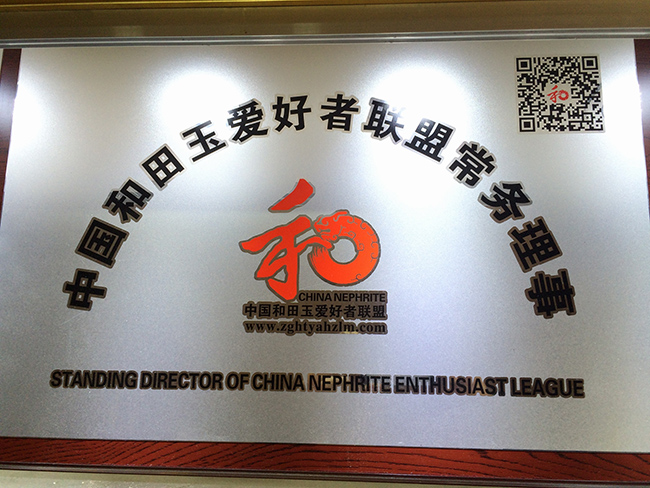 中国和田玉爱好者联盟常务理事
和
和
CHINA NEPHRITE
中国和田玉爱好者联盟
www.zghtyahzlm.com
STANDING DIRECTOR OF CHINA NEPHRITE ENTHUSIAST LEAGUE